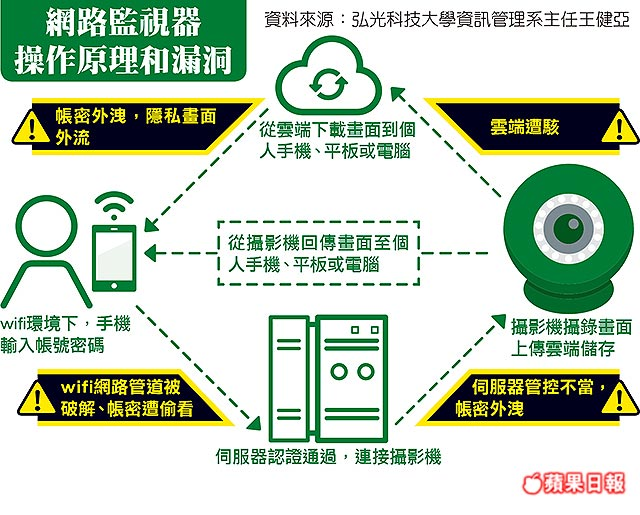 網路監視器
操作原理和漏洞
資料來源：弘光科技大學資訊管理系主任王健亞
帳密外洩，隱私畫面
外流
從雲端下載畫面到個
人手機、平板或電腦
雲端遭駭
從攝影機回傳畫面至個
人手機、平板或電腦
wifi環境下，手機
輸入帳號密碼
攝影機攝錄畫面
上傳雲端儲存
wifi網路管道被
破解、帳密遭偷看
伺服器管控不當，
帳密外洩
伺服器認證通過，連接攝影機
蘋果日報